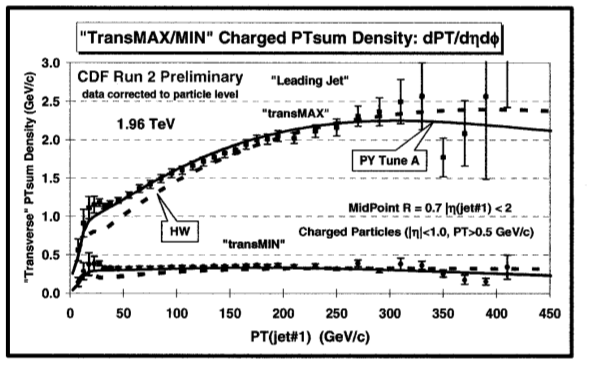 "TransMAX/MIN" Charged PTsum Density: dPT/dηdϕ
"Transverse" PTsum Density (GeV/c)
3.0
2.5
2.0
1.5
1.0
0.5
0.0
CDF Run 2 Preliminary
data corrected to particle level
1.96 TeV
"Leading Jet"
"transMAX"
PY Tune A
HW
MidPoint R = 0.7 |η(jet#1) < 2
Charged Particles (|η|<1.0, PT>0.5 GeV/c)
"transMIN"
0 50 100 150 200 250 300 350 400 450
PT(jet#1) (GeV/c)